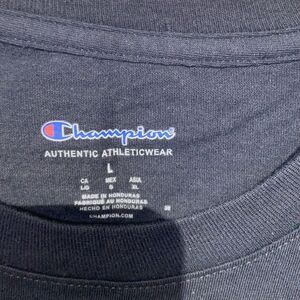 Champion
AUTHENTIC ATHLETICWEAR
L
CA MEX ASIA
L/G G XL
MADE IN HONDURAS
FABRIQUÉ AU HONDURAS
HECHO EN HONDURAS
CHAMPION.COM